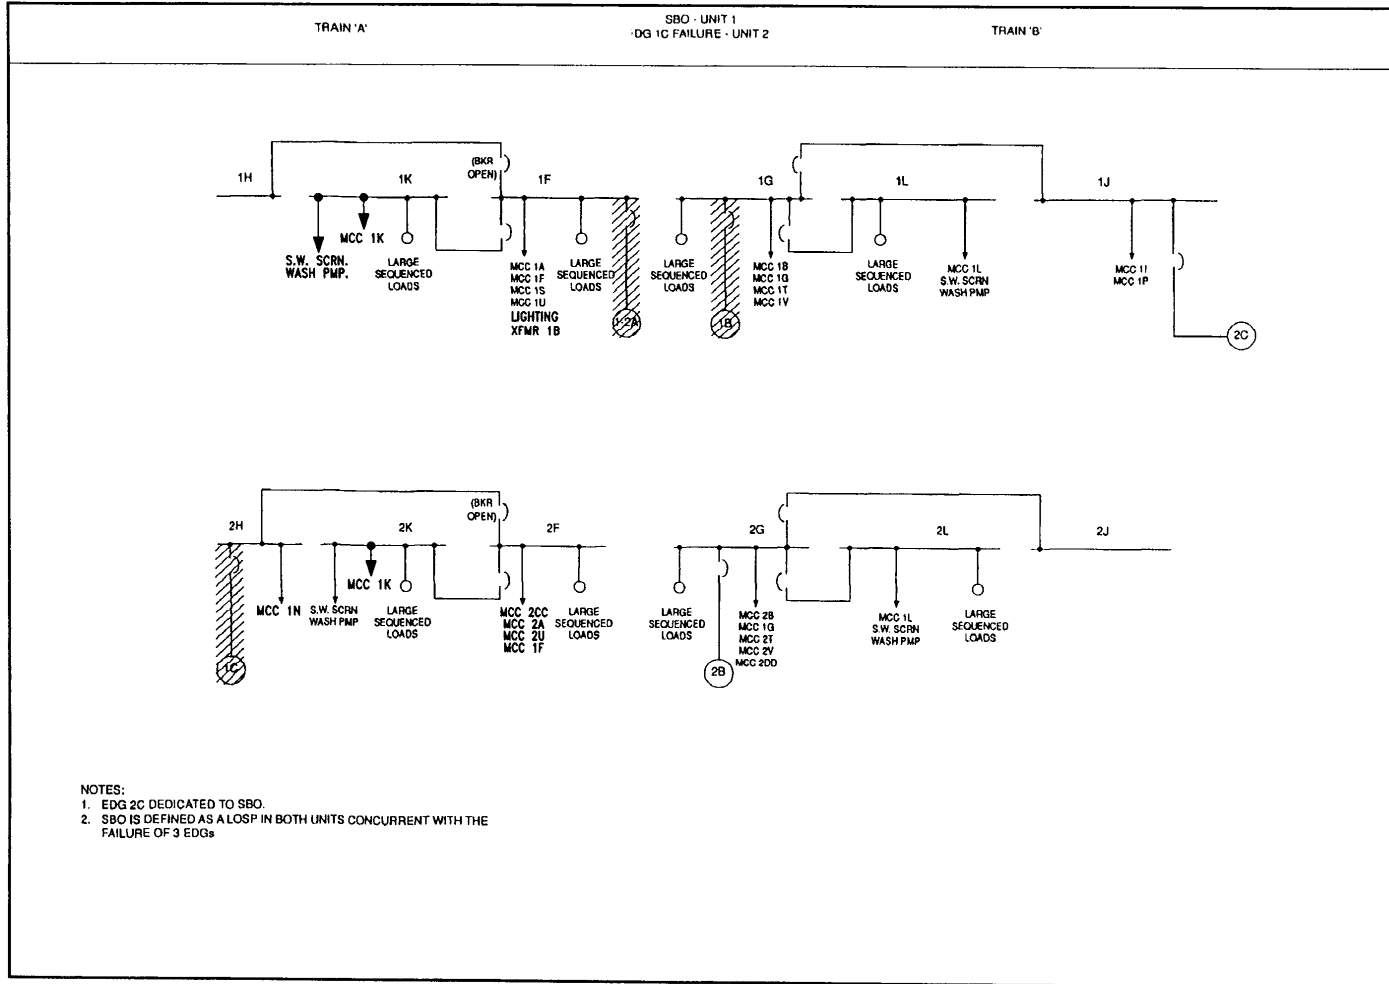 TRAIN 'A'
SBO - UNIT 1
-DG 1C FAILURE - UNIT 2
TRAIN 'B'
1H
1K
(BKR
OPEN)
1F
1G
1L
1J
S.W. SCRN.
WASH PMP.
MCC 1K
LARGE
SEQUENCED
LOADS
MCC 1A
MCC 1F
MCC 1S
MCC 1U
LIGHTING
XFMR 1B
LARGE
SEQUENCED
LOADS
1-2A
LARGE
SEQUENCED
LOADS
1B
MCC 1B
MCC 1G
MCC 1T
MCC 1V
LARGE
SEQUENCED
LOADS
MCC 1L
S.W. SCRN
WASH PMP
MCC 1I
MCC 1P
2C
2H
2K
(BKR
OPEN)
2F
2G
2L
2J
1C
MCC 1N
S.W. SCRN
WASH PMP
MCC 1K
LARGE
SEQUENCED
LOADS
MCC 2CC
MCC 2A
MCC 2U
MCC 1F
LARGE
SEQUENCED
LOADS
LARGE
SEQUENCED
LOADS
2B
MCC 2B
MCC 1G
MCC 2T
MCC 2V
MCC 2DD
MCC 1L
S.W. SCRN
WASH PMP
LARGE
SEQUENCED
LOADS
NOTES:
1. EDG 2C DEDICATED TO SBO.
2. SBO IS DEFINED AS A LOSP IN BOTH UNITS CONCURRENT WITH THE
FAILURE OF 3 EDGs